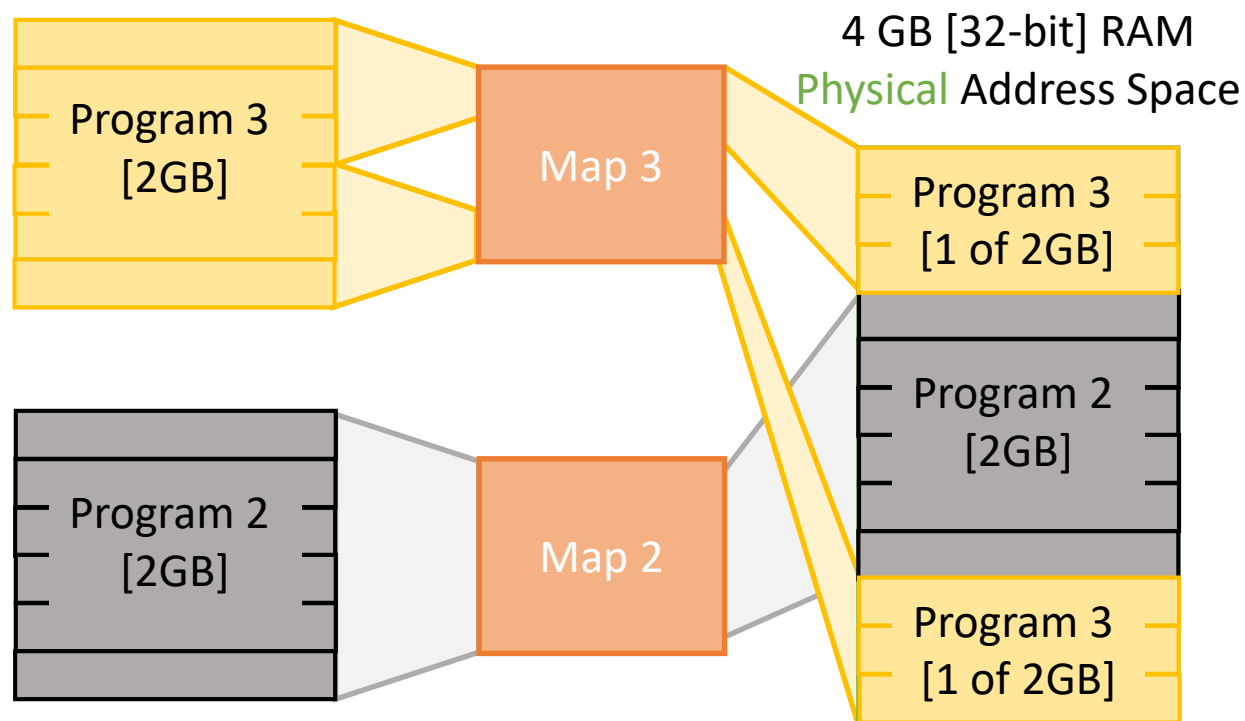 4 GB [32-bit] RAM
Physical Address Space
Program 3
[2GB]
Map 3
Program 3
[1 of 2GB]
Program 2
[2GB]
Program 2
[2GB]
Map 2
Program 3
[1 of 2GB]